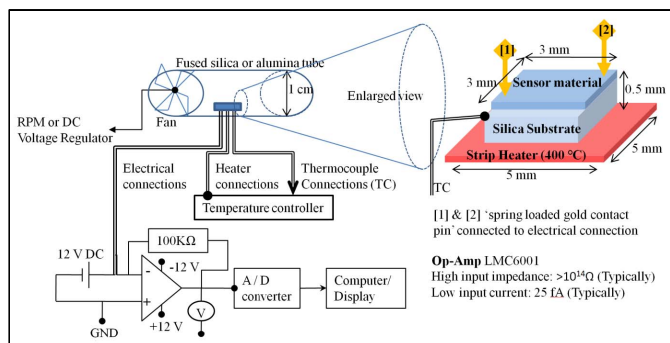 Fused silica or alumina tube
1 cm
Fan
RPM or DC
Voltage Regulator
Enlarged view
Electrical
connections
Heater
connections
Thermocouple
Connections (TC)
Temperature controller
12 V DC
100KΩ
-
-12 V
+
+12 V
GND
V
A / D
converter
Computer/
Display
[1]
[2]
3 mm
3 mm
Sensor material
0.5 mm
Silica Substrate
Strip Heater (400 °C)
5 mm
5 mm
TC
[1] & [2] ‘spring loaded gold contact
pin’ connected to electrical connection
Op-Amp LMC6001
High input impedance: >10¹⁴Ω (Typically)
Low input current: 25 fA (Typically)